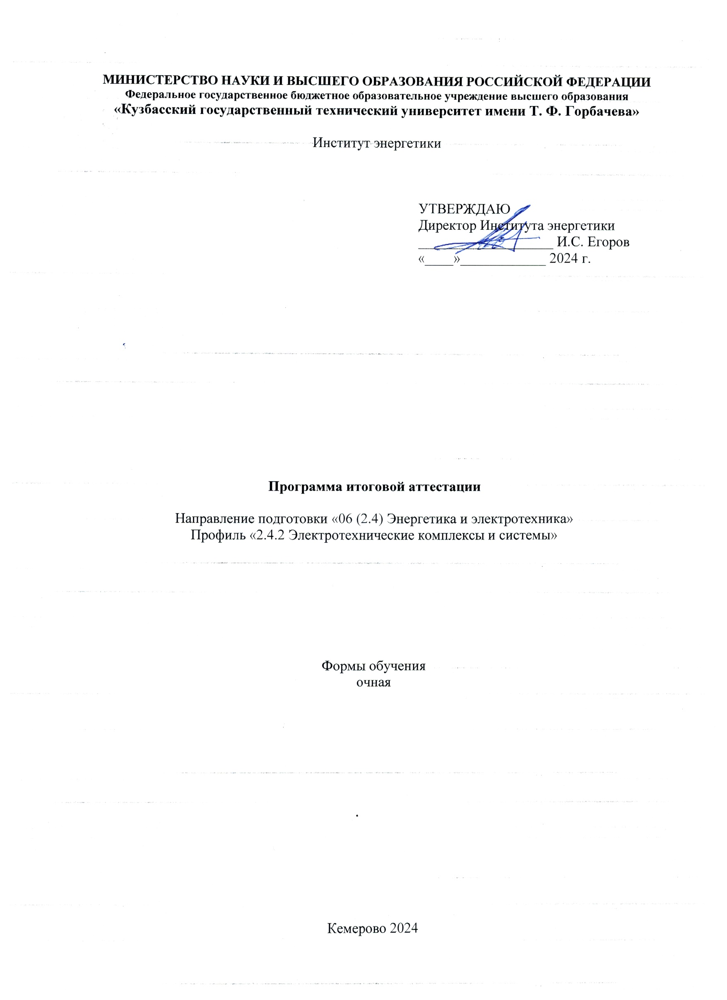 МИНИСТЕРСТВО НАУКИ И ВЫСШЕГО ОБРАЗОВАНИЯ РОССИЙСКОЙ ФЕДЕРАЦИИ
Федеральное государственное бюджетное образовательное учреждение высшего образования
«Кузбасский государственный технический университет имени Т. Ф. Горбачева»
Институт энергетики
УТВЕРЖДАЮ
Директор Института энергетики
___________________ И.С. Егоров
«____»____________ 2024 г.
Программа итоговой аттестации
Направление подготовки «06 (2.4) Энергетика и электротехника»
Профиль «2.4.2 Электротехнические комплексы и системы»
Формы обучения
очная
Кемерово 2024